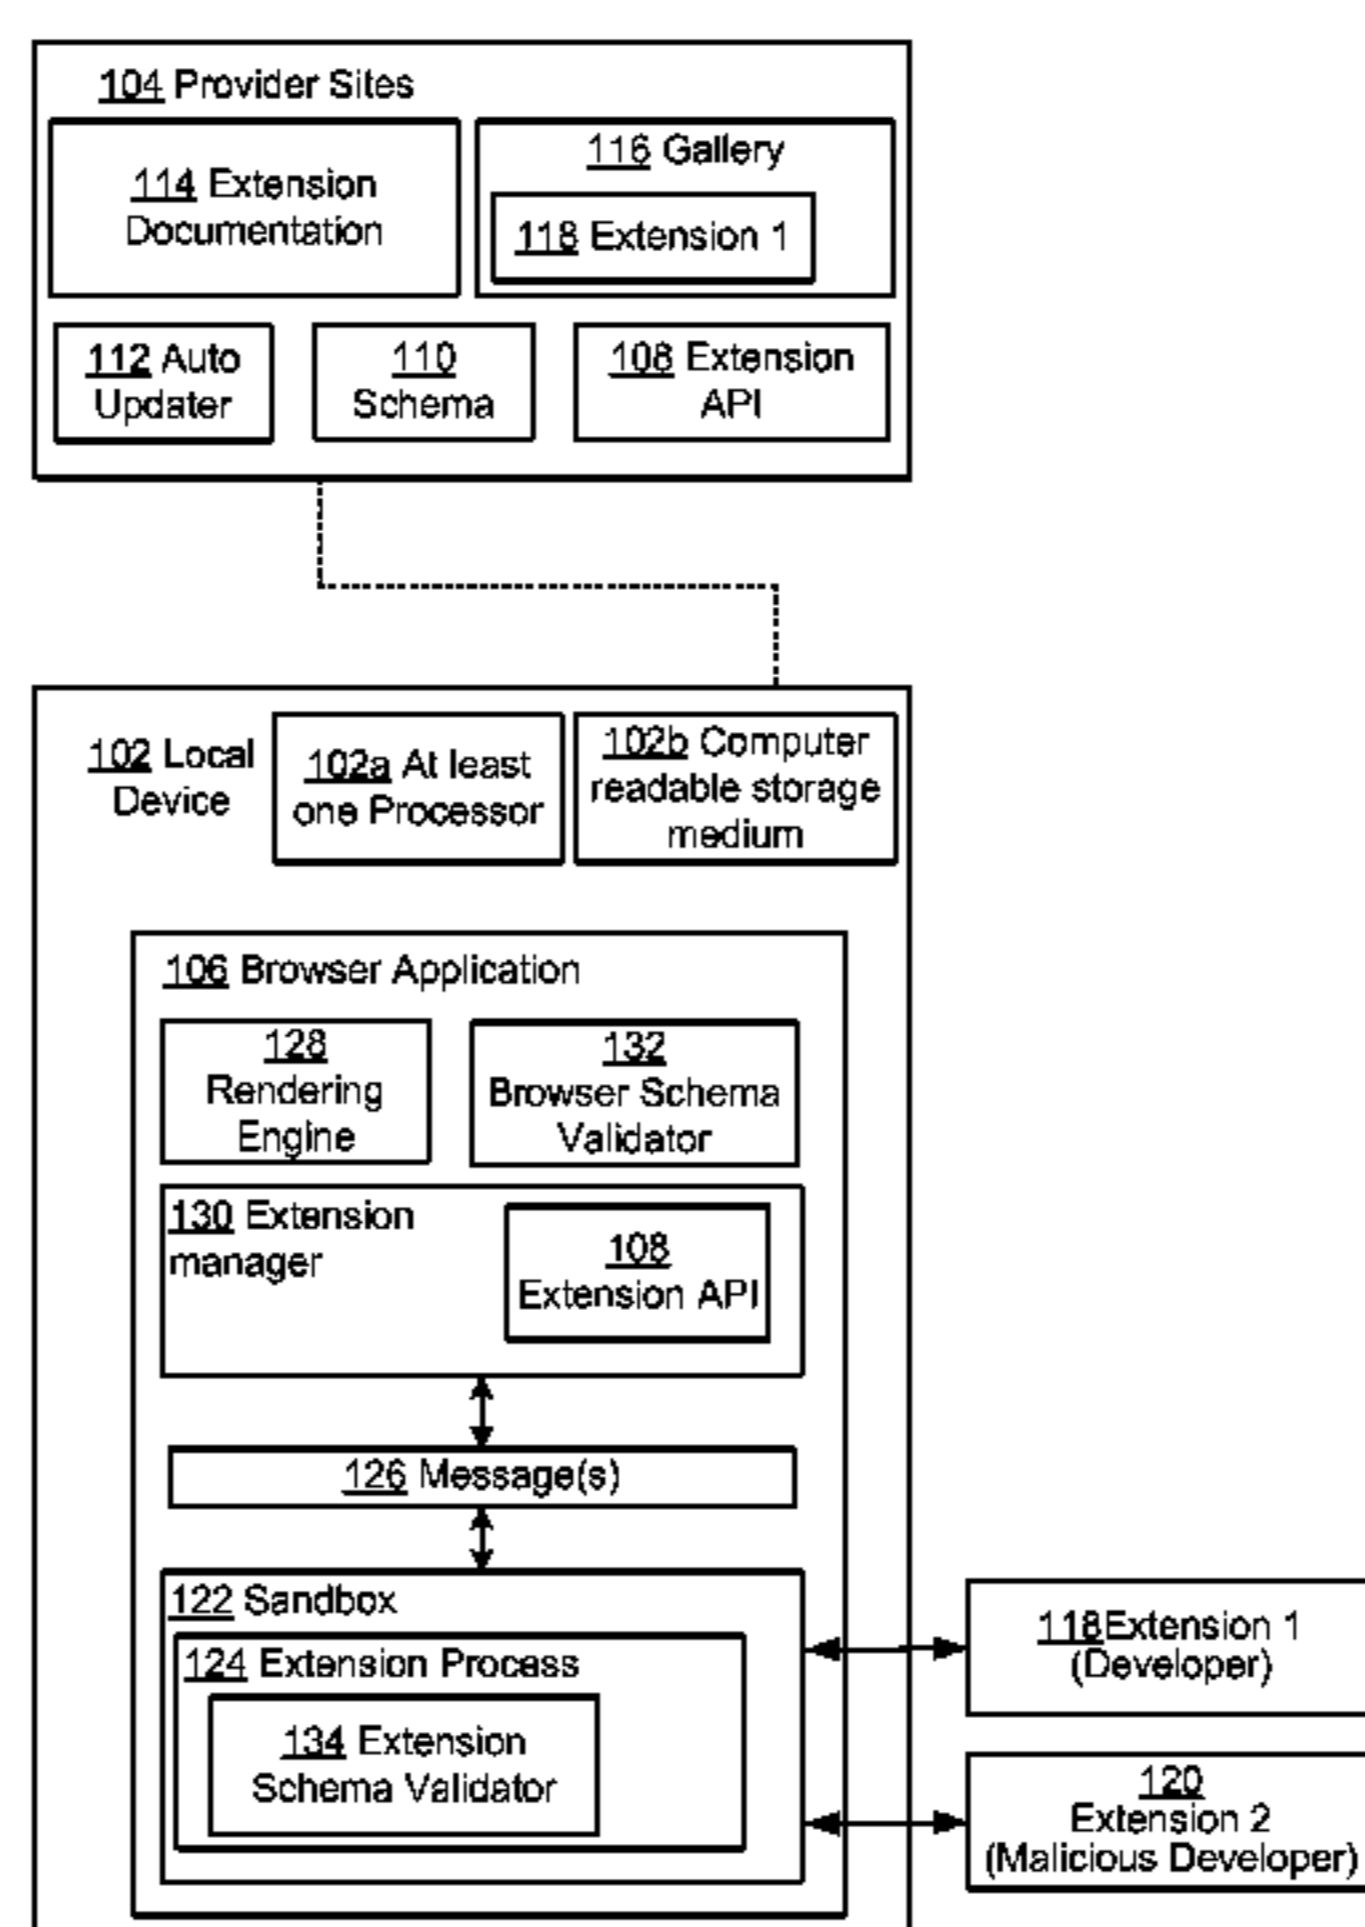 104 Provider Sites
114 Extension
Documentation
116 Gallery
118 Extension 1
112 Auto
Updater
110
Schema
108 Extension
API
102 Local
Device
102a At least
one Processor
102b Computer
readable storage
medium
106 Browser Application
128
Rendering
Engine
132
Browser Schema
Validator
130 Extension
manager
108
Extension API
126 Message(s)
122 Sandbox
124 Extension Process
134 Extension
Schema Validator
118Extension 1
(Developer)
120
Extension 2
(Malicious Developer)